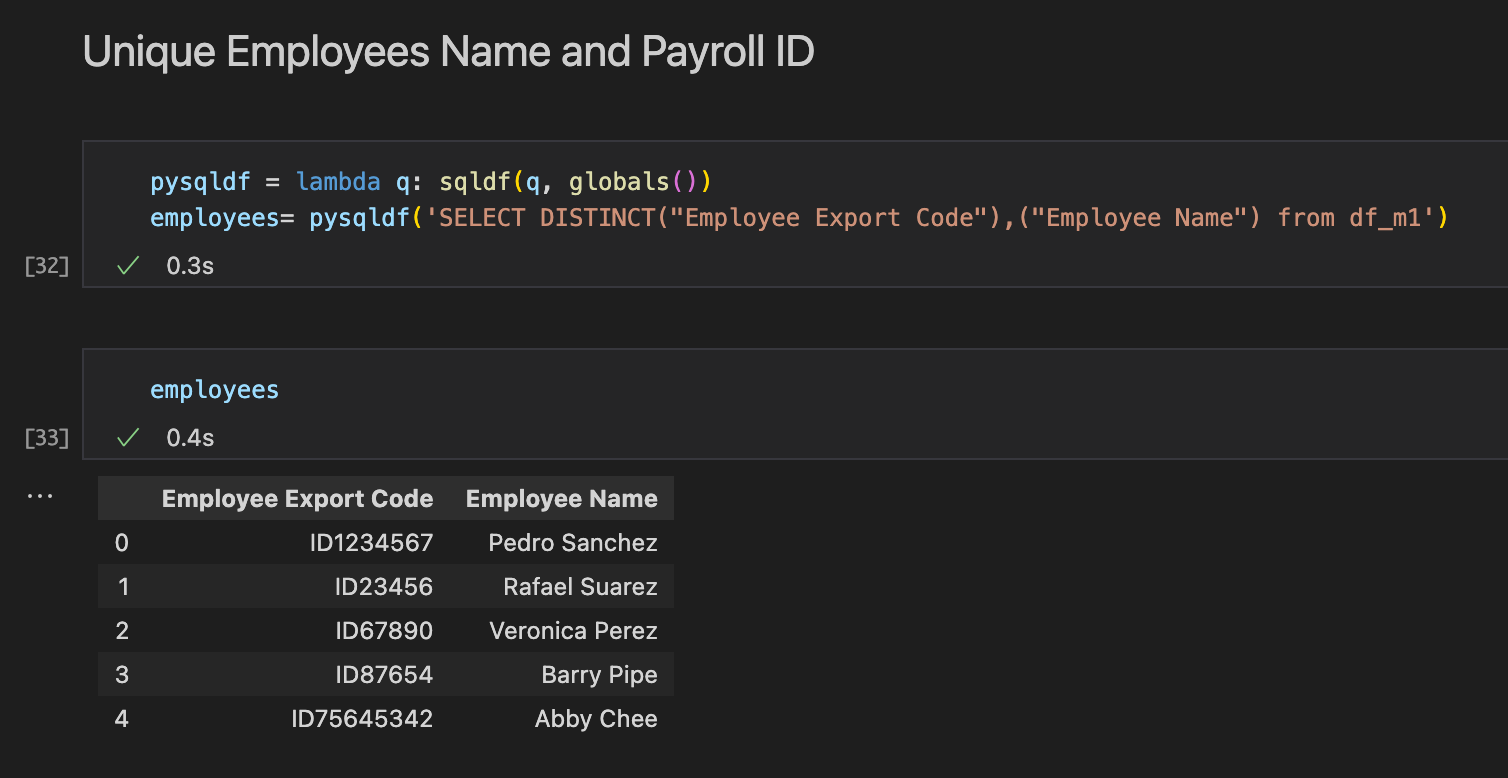 Unique Employees Name and Payroll ID
pysqldf = lambda q: sqldf(q, globals())
employees= pysqldf('SELECT DISTINCT("Employee Export Code"),("Employee Name") from df_m1')
[32] ✓ 0.3s
employees
[33] ✓ 0.4s
... Employee Export Code Employee Name
0 ID1234567 Pedro Sanchez
1 ID23456 Rafael Suarez
2 ID67890 Veronica Perez
3 ID87654 Barry Pipe
4 ID75645342 Abby Chee